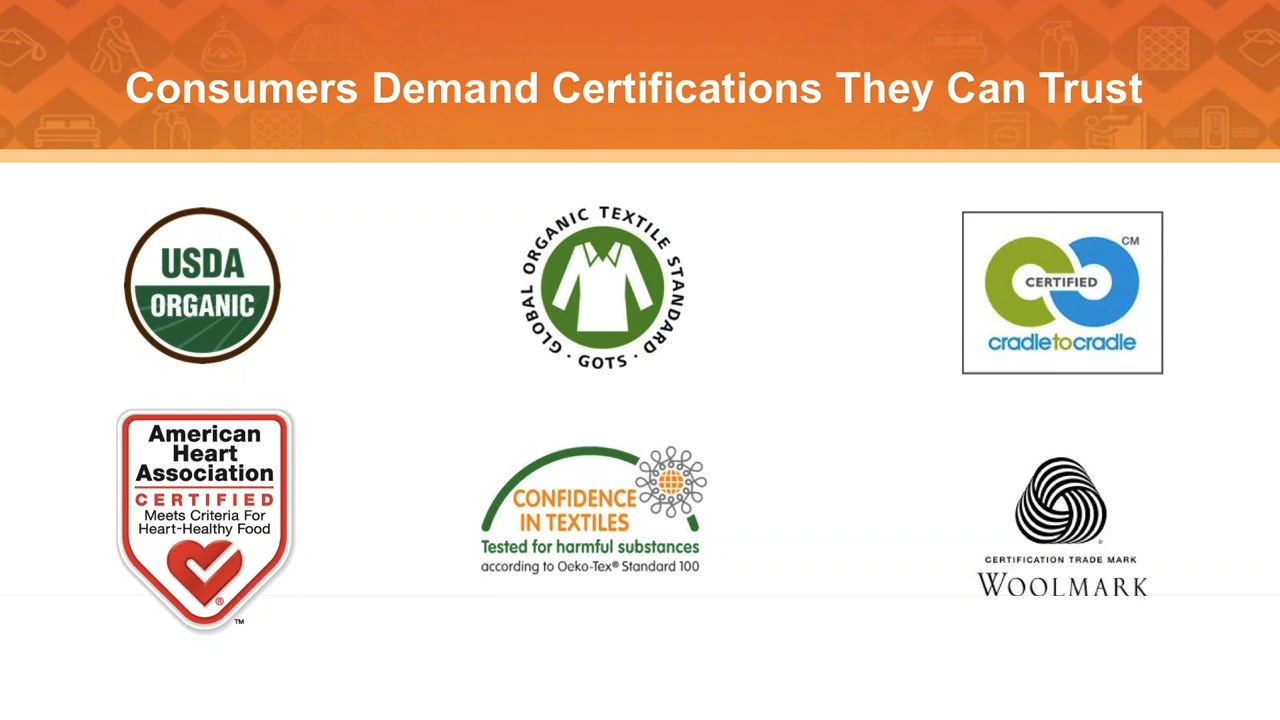 Consumers Demand Certifications They Can Trust
USDA
ORGANIC
GLOBAL ORGANIC TEXTILE STANDARD
· GOTS ·
CM
CERTIFIED
cradletocradle
American
Heart
Association
CERTIFIED
Meets Criteria For
Heart-Healthy Food
®
TM
CONFIDENCE
IN TEXTILES
Tested for harmful substances
according to Oeko-Tex® Standard 100
CERTIFICATION TRADE MARK
WOOLMARK